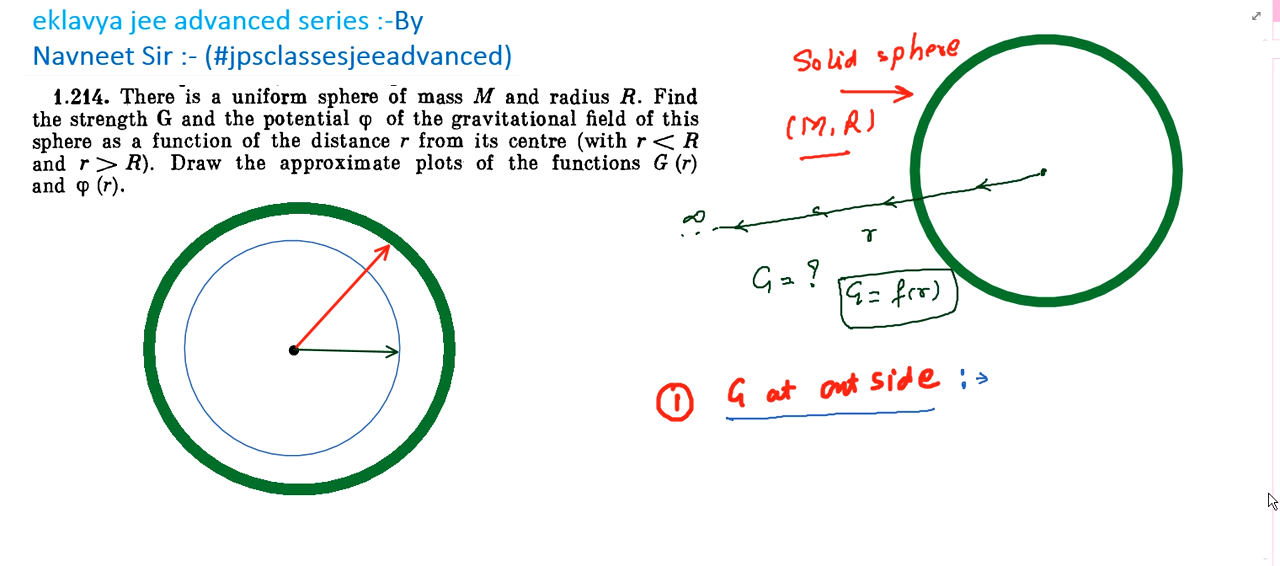 eklavya jee advanced series :-By
Navneet Sir :- (#jpsclassesjeeadvanced)
1.214. There is a uniform sphere of mass M and radius R. Find
the strength G and the potential φ of the gravitational field of this
sphere as a function of the distance r from its centre (with r < R
and r > R). Draw the approximate plots of the functions G (r)
and φ (r).
Solid sphere
(M, R)
∞
r
G = ?
G = f(r)
① G at out side :→